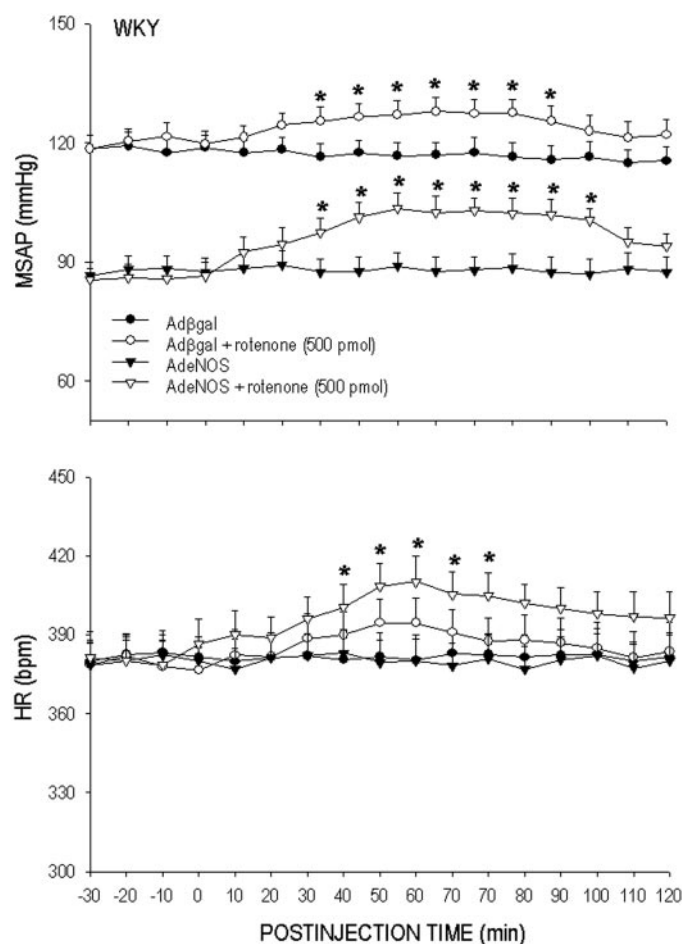 WKY
150
120
90
60
MSAP (mmHg)
* * * * * * *
* * * * * * * *
Adβgal
Adβgal + rotenone (500 pmol)
AdeNOS
AdeNOS + rotenone (500 pmol)
450
420
390
360
330
300
HR (bpm)
* * * * *
-30 -20 -10 0 10 20 30 40 50 60 70 70 80 90 100 110 120
POSTINJECTION TIME (min)